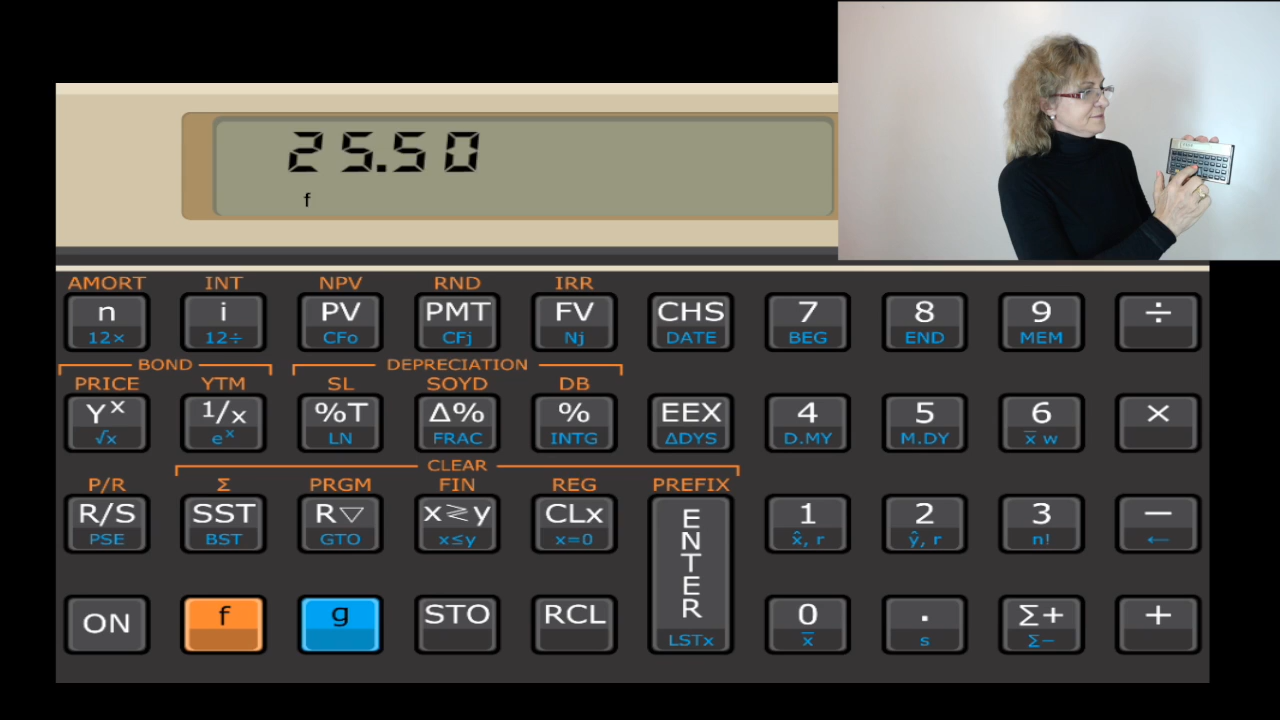 25.50
f
AMORT INT NPV RND IRR
n i PV PMT FV CHS 7 8 9 ÷
12× 12÷ CFo CFj Nj DATE BEG END MEM
BOND DEPRECIATION
PRICE YTM SL SOYD DB
Yˣ 1/x %T Δ% % EEX 4 5 6 ×
√x eˣ LN FRAC INTG ΔDYS D.MY M.DY x̅ w
CLEAR
P/R Σ PRGM FIN REG PREFIX
R/S SST R▽ x≷y CLx ENTER 1 2 3 −
PSE BST GTO x≤y x=0 x̂, r ŷ, r n! ←
ON f g STO RCL 0 . Σ+ +
LSTx x̅ s Σ−